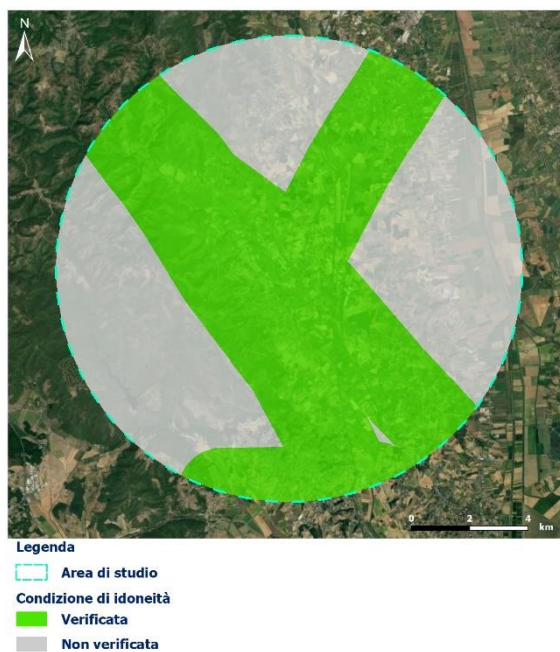 N
0 2 4
km
Legenda
Area di studio
Condizione di idoneità
Verificata
Non verificata